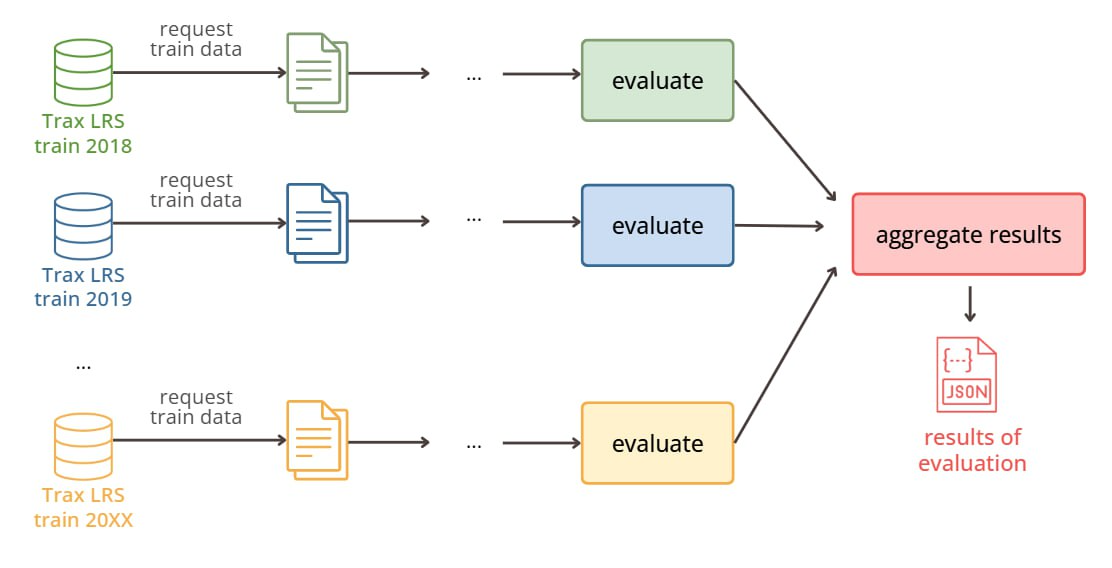 request
train data
...
evaluate
Trax LRS
train 2018
request
train data
...
evaluate
Trax LRS
train 2019
aggregate results
...
{...}
JSON
results of
evaluation
request
train data
...
evaluate
Trax LRS
train 20XX